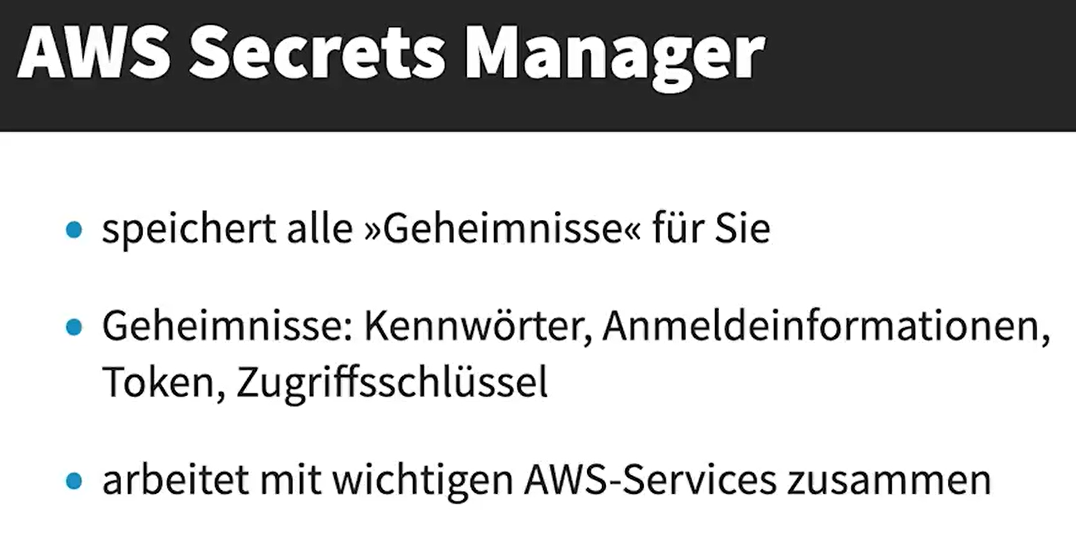 AWS Secrets Manager
• speichert alle »Geheimnisse« für Sie
• Geheimnisse: Kennwörter, Anmeldeinformationen,
Token, Zugriffsschlüssel
• arbeitet mit wichtigen AWS-Services zusammen